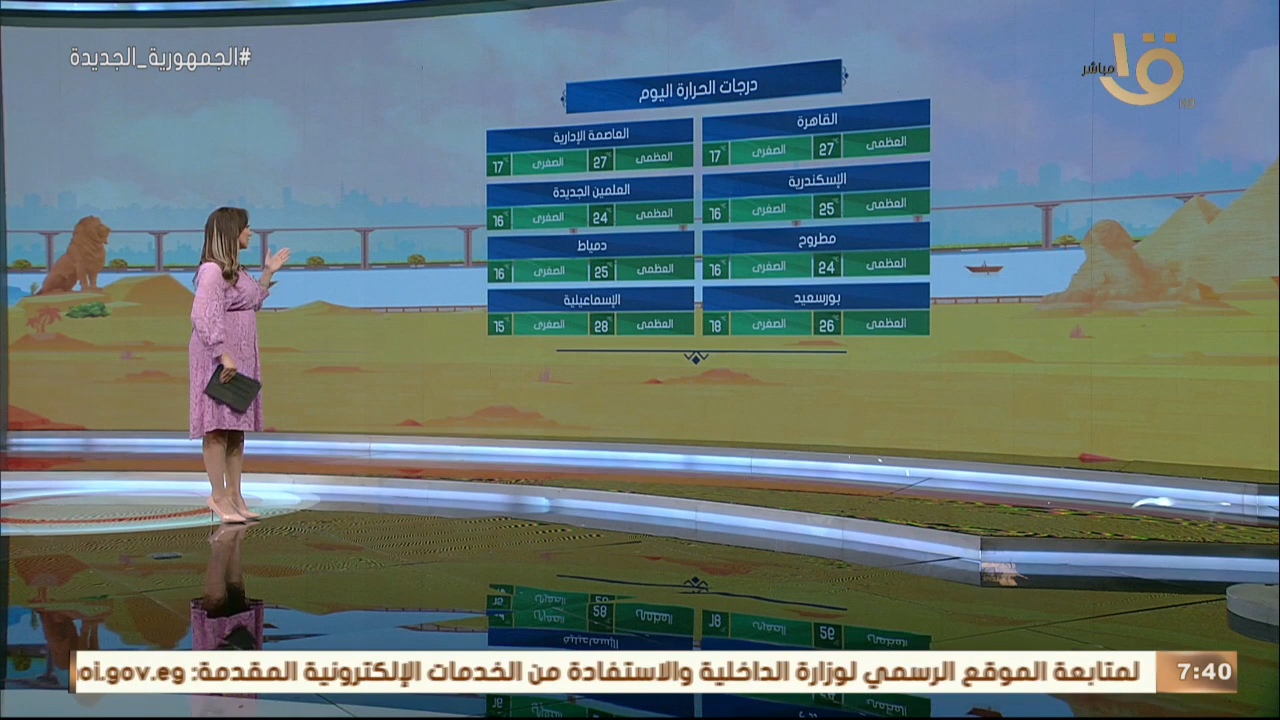 #الجمهورية_الجديدة
مباشر
درجات الحرارة اليوم
القاهرة
العظمى 27° الصغرى 17°
العاصمة الإدارية
العظمى 27° الصغرى 17°
الإسكندرية
العظمى 25° الصغرى 16°
العلمين الجديدة
العظمى 24° الصغرى 16°
مطروح
العظمى 24° الصغرى 16°
دمياط
العظمى 25° الصغرى 16°
بورسعيد
العظمى 26° الصغرى 18°
الإسماعيلية
العظمى 28° الصغرى 15°
7:40 لمتابعة الموقع الرسمي لوزارة الداخلية والاستفادة من الخدمات الإلكترونية المقدمة: oi.gov.eg